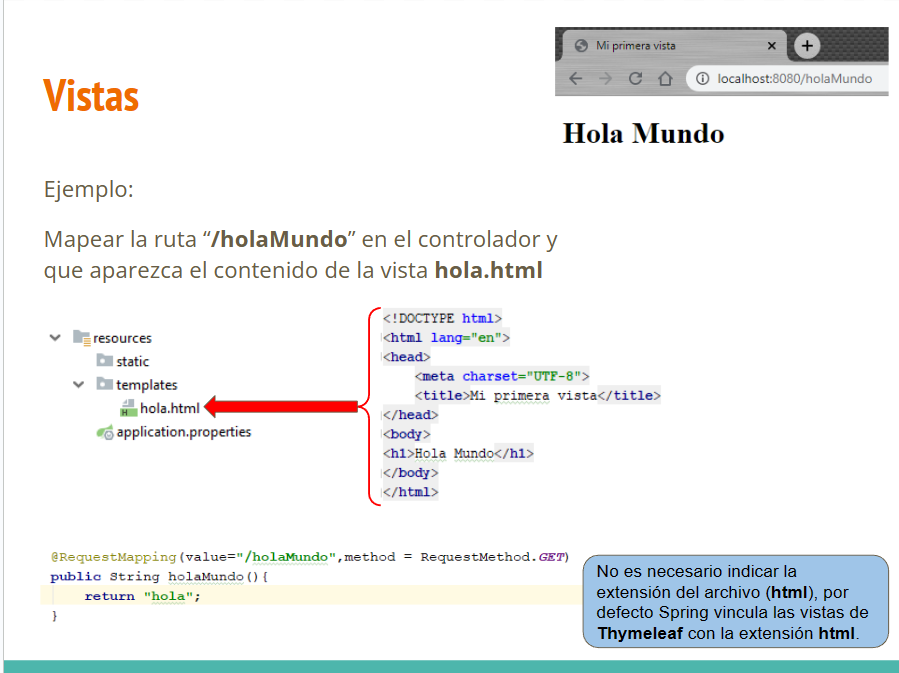 Mi primera vista
localhost:8080/holaMundo
Vistas
Hola Mundo
Ejemplo:
Mapear la ruta “/holaMundo” en el controlador y
que aparezca el contenido de la vista hola.html
resources
static
templates
hola.html
application.properties
<!DOCTYPE html>
<html lang="en">
<head>
    <meta charset="UTF-8">
    <title>Mi primera vista</title>
</head>
<body>
<h1>Hola Mundo</h1>
</body>
</html>
@RequestMapping(value="/holaMundo",method = RequestMethod.GET)
public String holaMundo(){
    return "hola";
}
No es necesario indicar la
extensión del archivo (html), por
defecto Spring vincula las vistas de
Thymeleaf con la extensión html.